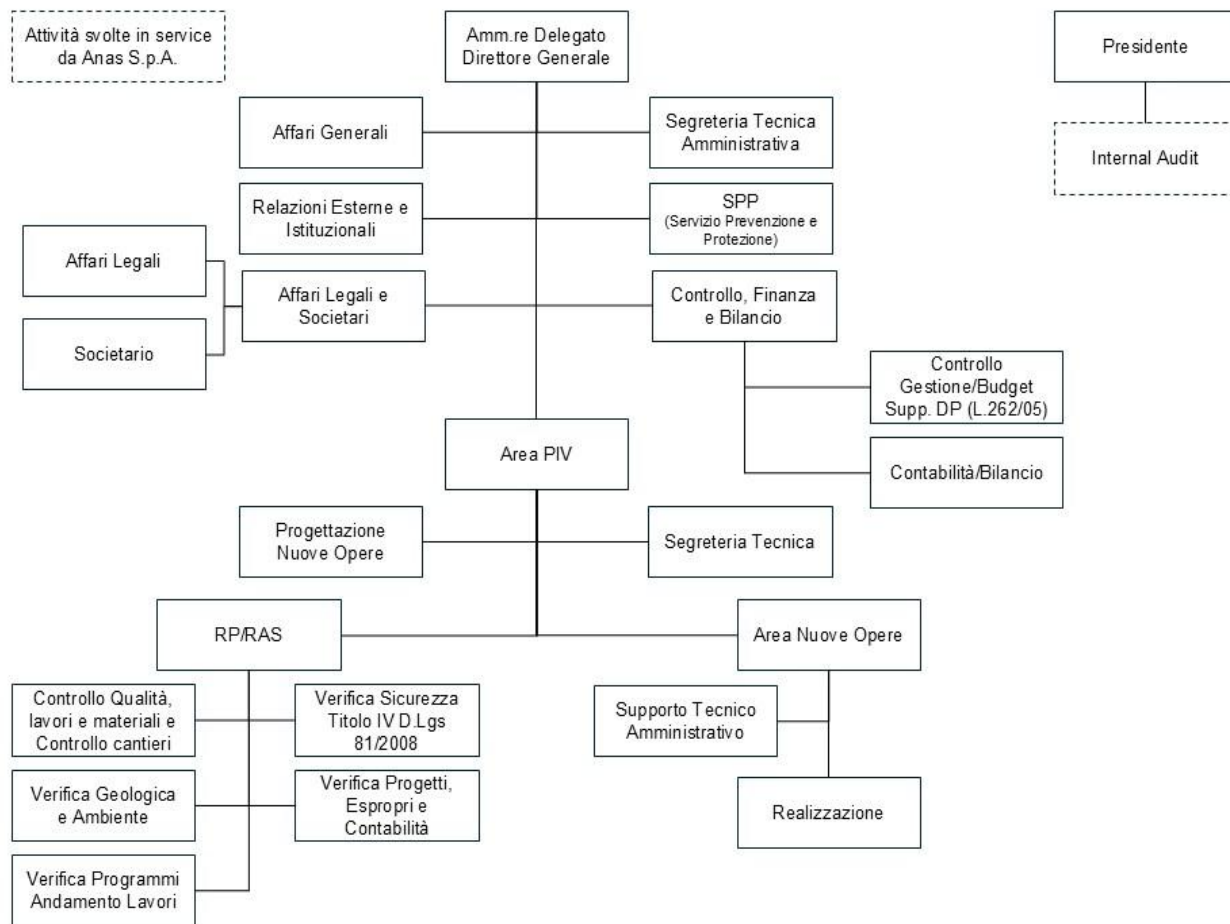 Attività svolte in service
da Anas S.p.A.
Amm.re Delegato
Direttore Generale
Presidente
Affari Generali
Segreteria Tecnica
Amministrativa
Internal Audit
Relazioni Esterne e
Istituzionali
SPP
(Servizio Prevenzione e
Protezione)
Affari Legali
Affari Legali e
Societari
Controllo, Finanza
e Bilancio
Societario
Controllo
Gestione/Budget
Supp. DP (L.262/05)
Area PIV
Contabilità/Bilancio
Progettazione
Nuove Opere
Segreteria Tecnica
RP/RAS
Area Nuove Opere
Controllo Qualità,
lavori e materiali e
Controllo cantieri
Verifica Sicurezza
Titolo IV D.Lgs
81/2008
Supporto Tecnico
Amministrativo
Verifica Geologica
e Ambiente
Verifica Progetti,
Espropri e
Contabilità
Realizzazione
Verifica Programmi
Andamento Lavori